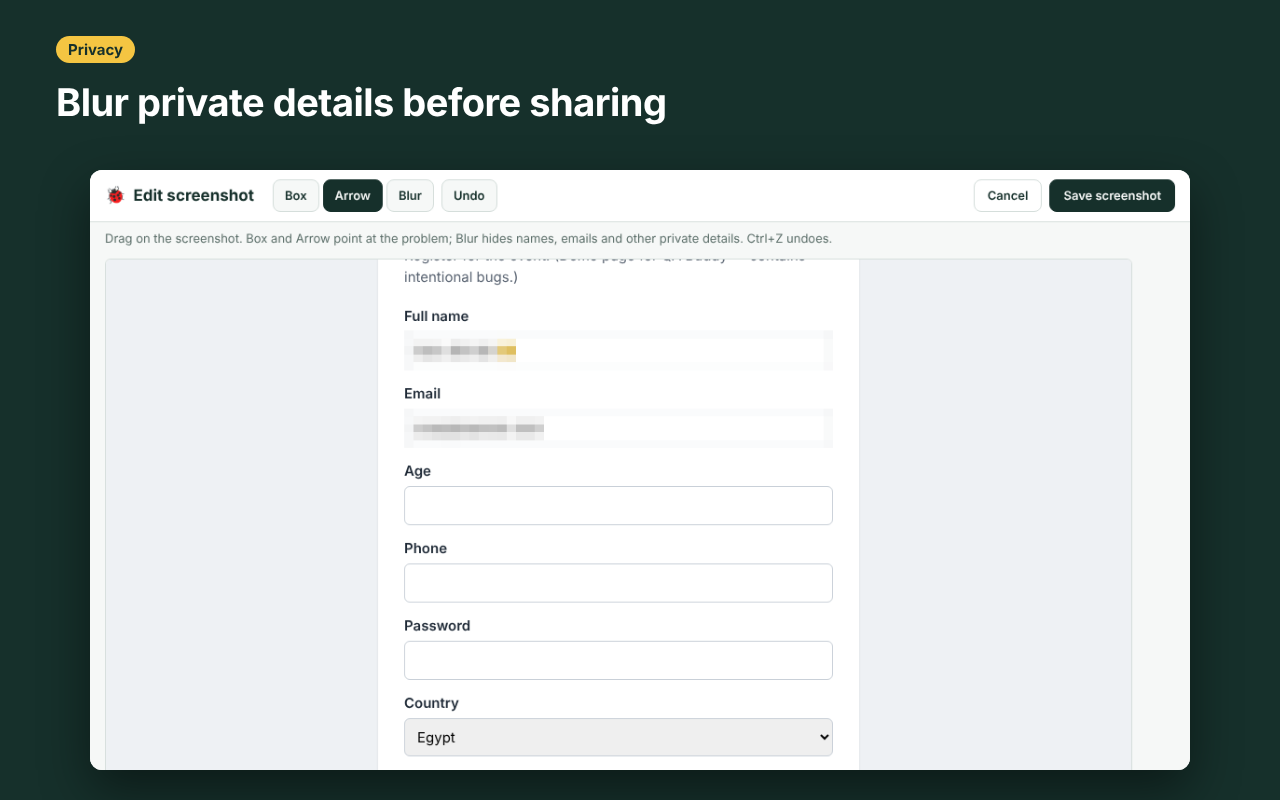 Privacy
Blur private details before sharing
Edit screenshot
Box
Arrow
Blur
Undo
Cancel
Save screenshot
Drag on the screenshot. Box and Arrow point at the problem; Blur hides names, emails and other private details. Ctrl+Z undoes.
intentional bugs.)
Full name
Email
Age
Phone
Password
Country
Egypt